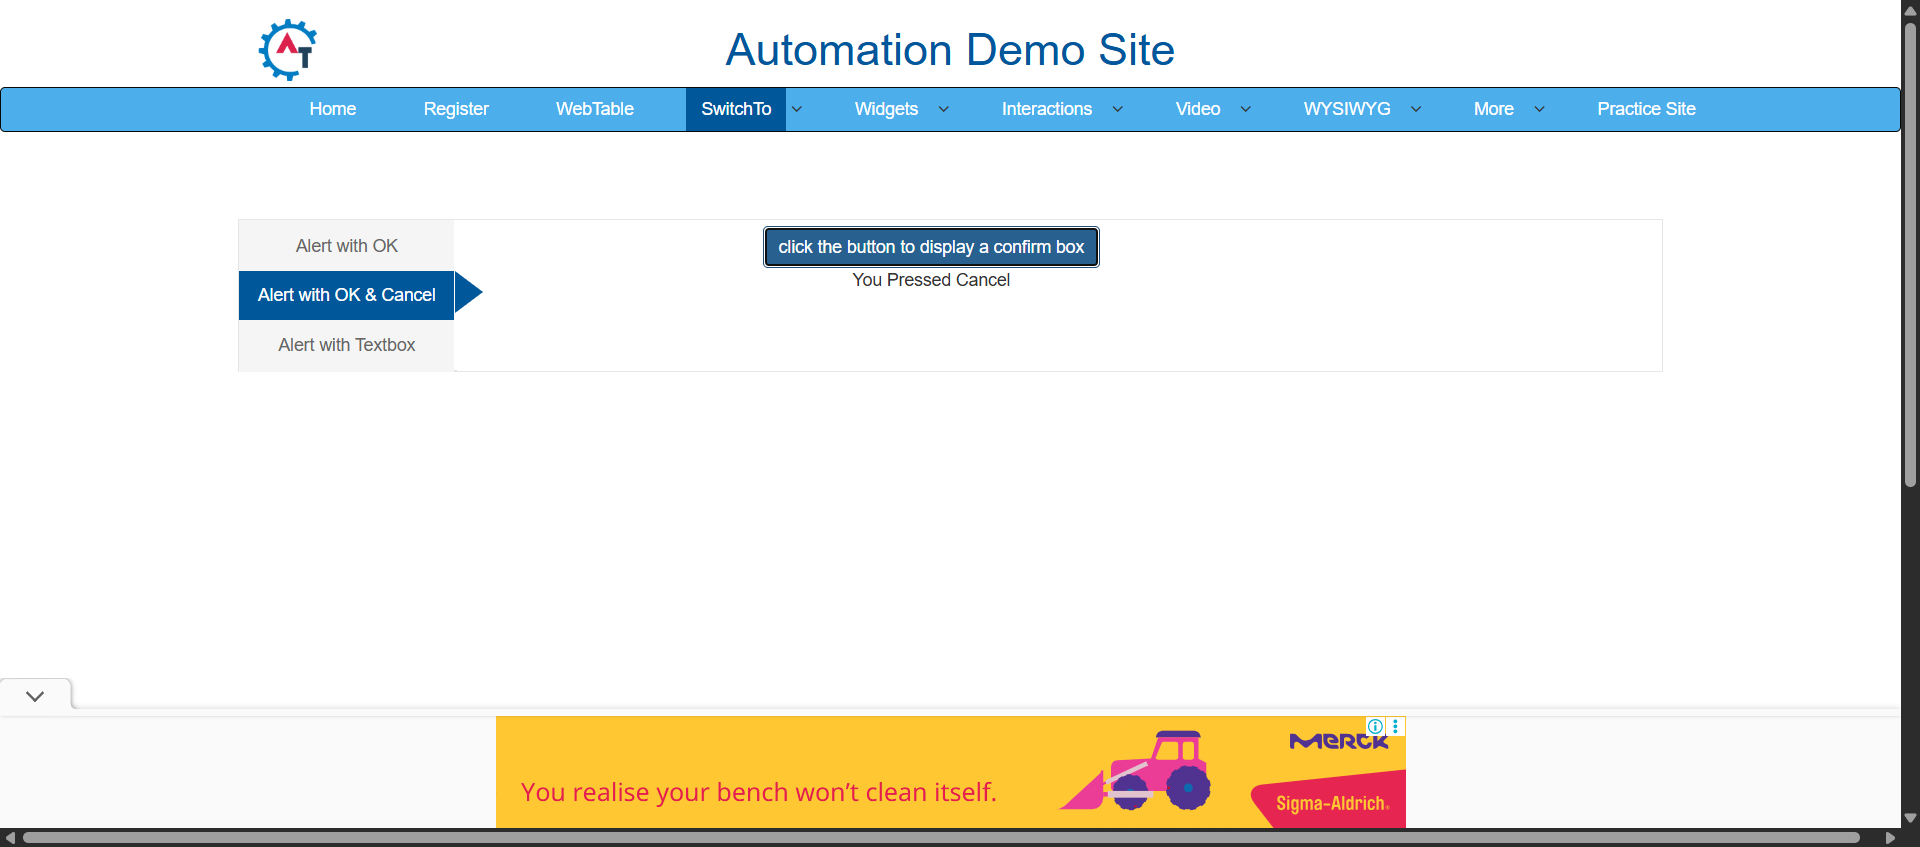 AT
Automation Demo Site
Home Register WebTable SwitchTo Widgets Interactions Video WYSIWYG More Practice Site
Alert with OK
click the button to display a confirm box
You Pressed Cancel
Alert with OK & Cancel
Alert with Textbox
MERCK
You realise your bench won’t clean itself.
Sigma-Aldrich®